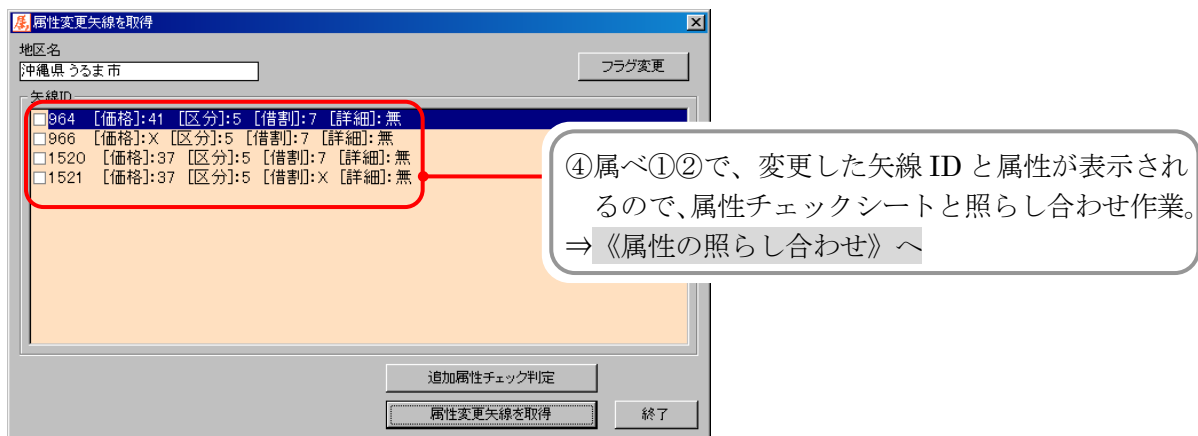 属性変更矢線を取得
地区名
沖縄県 うるま市
フラグ変更
矢線ID
964 [価格]:41 [区分]:5 [借割]:7 [詳細]:無
966 [価格]:X [区分]:5 [借割]:7 [詳細]:無
1520 [価格]:37 [区分]:5 [借割]:7 [詳細]:無
1521 [価格]:37 [区分]:5 [借割]:X [詳細]:無
④属べ①②で、変更した矢線 ID と属性が表示され
るので、属性チェックシートと照らし合わせ作業。
⇒《属性の照らし合わせ》へ
追加属性チェック判定
属性変更矢線を取得
終了